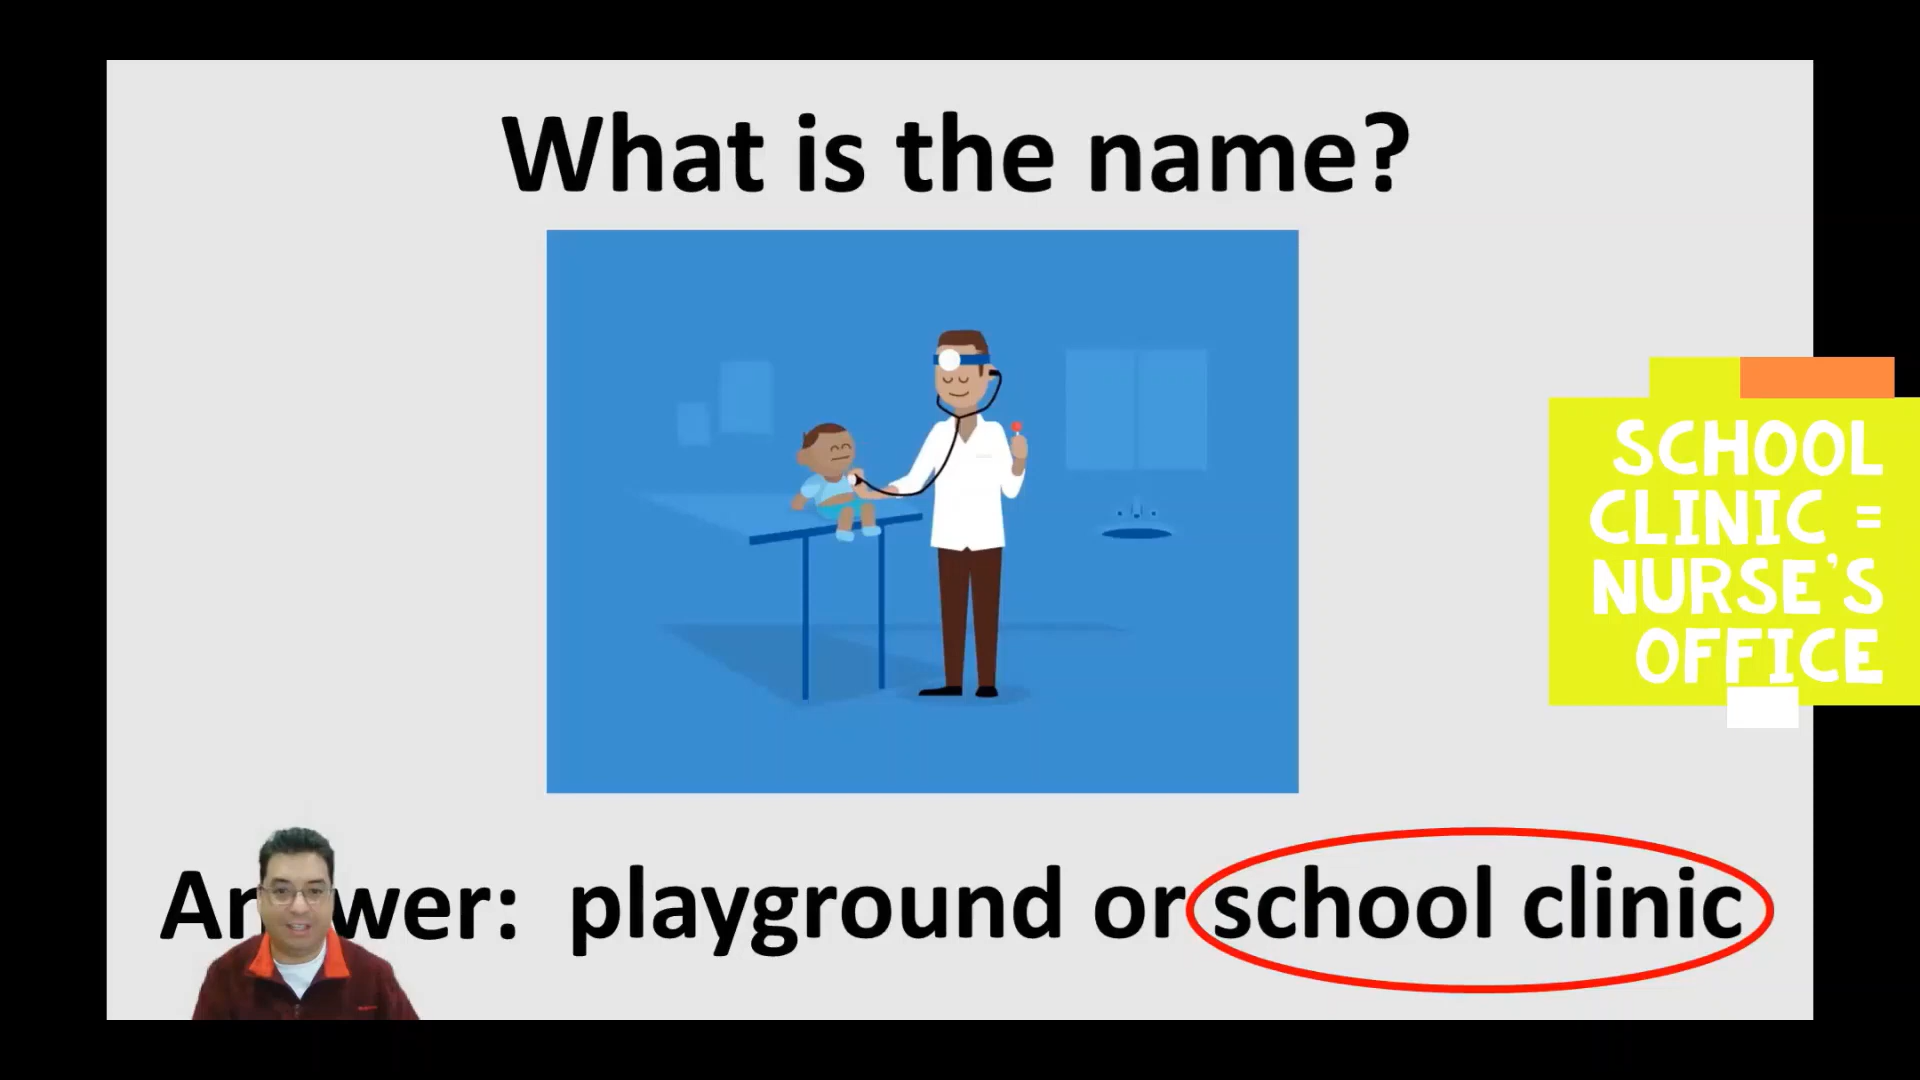 What is the name?
SCHOOL
CLINIC =
NURSE'S
OFFICE
Answer: playground or school clinic